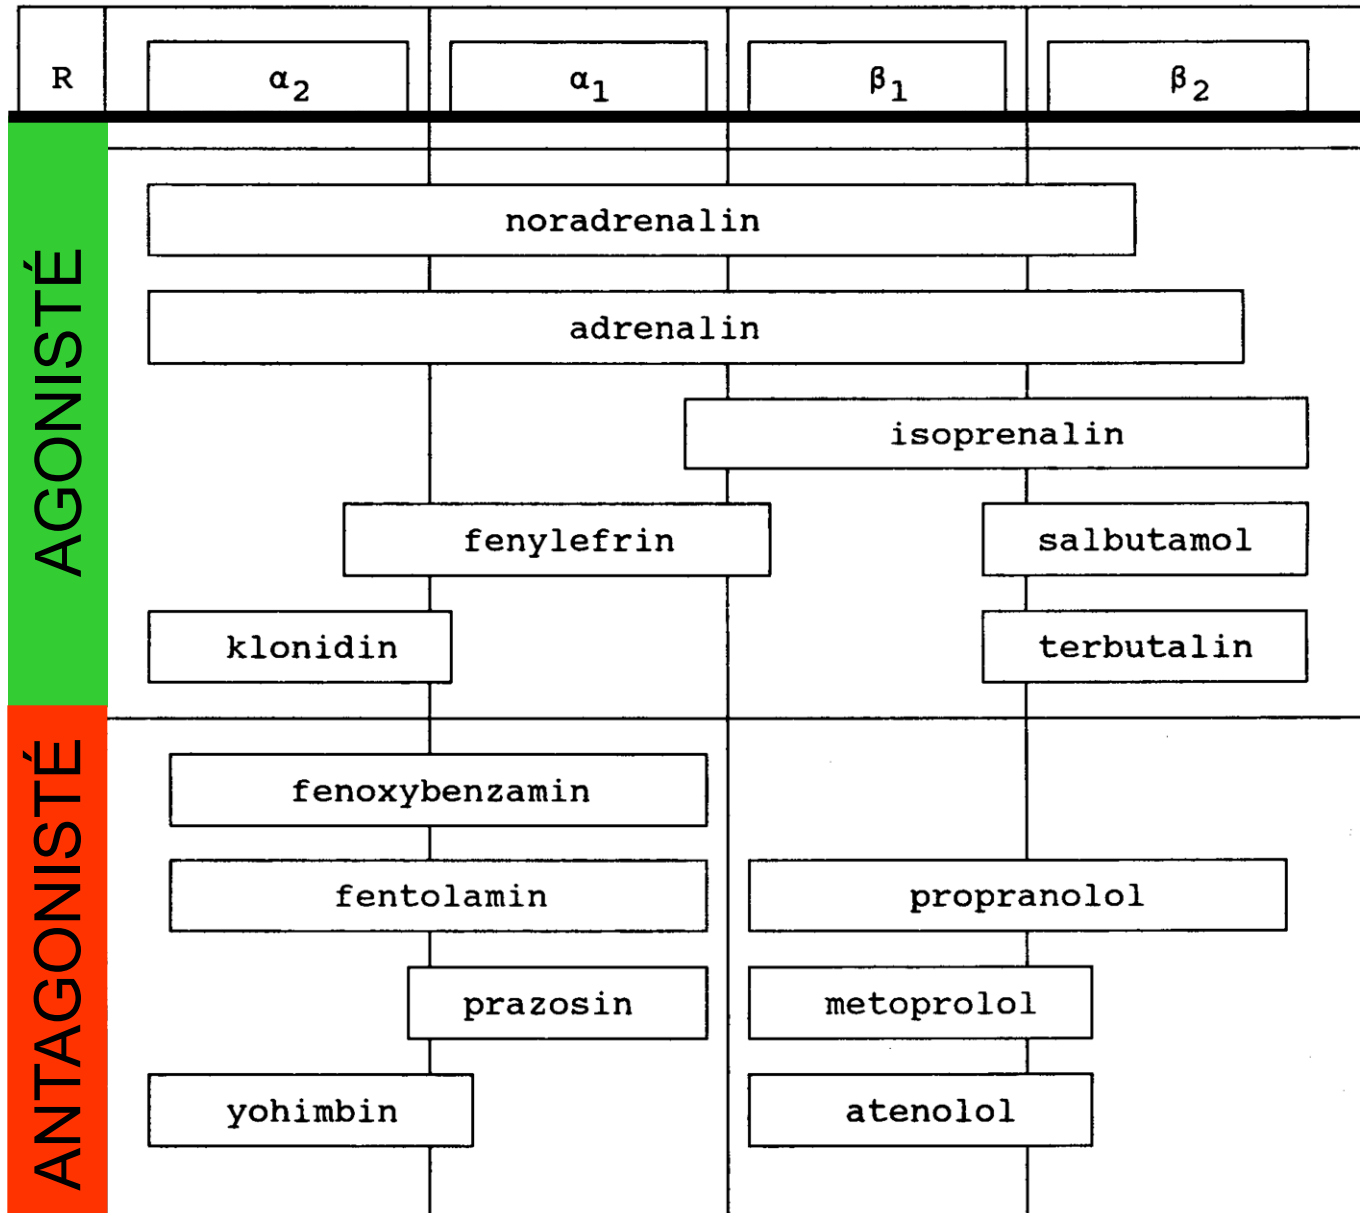 R α2 α1 β1 β2
AGONISTÉ
noradrenalin
adrenalin
isoprenalin
fenylefrin salbutamol
klonidin terbutalin
ANTAGONISTÉ
fenoxybenzamin
fentolamin propranolol
prazosin metoprolol
yohimbin atenolol